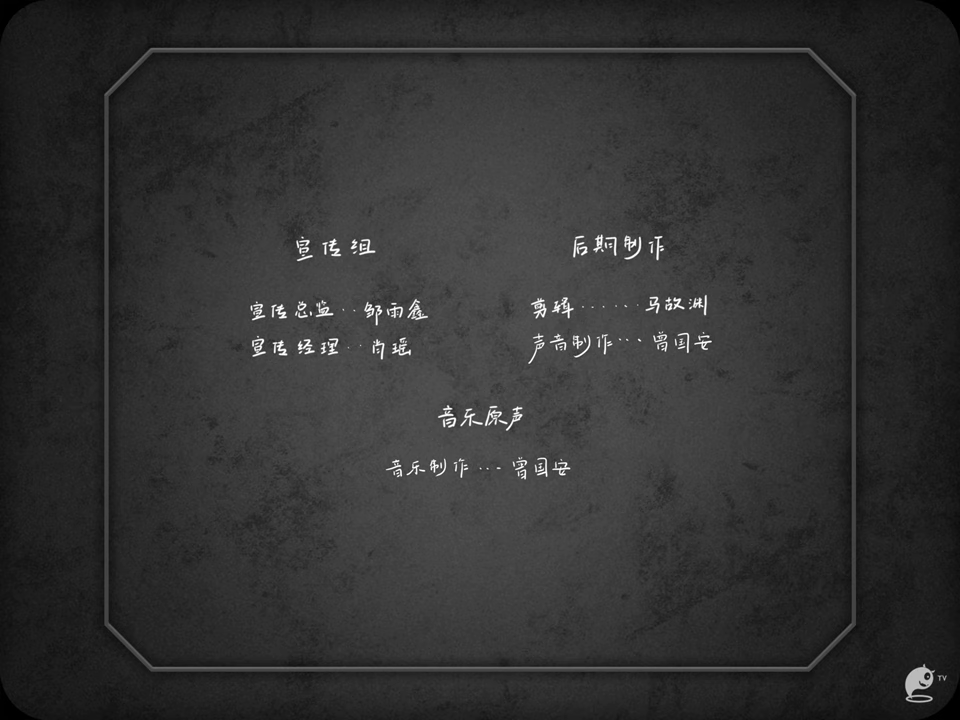 宣传组
宣传总监··邹雨鑫
宣传经理··肖瑶
后期制作
剪辑······马故渊
声音制作···曾国安
音乐原声
音乐制作···曾国安
TV